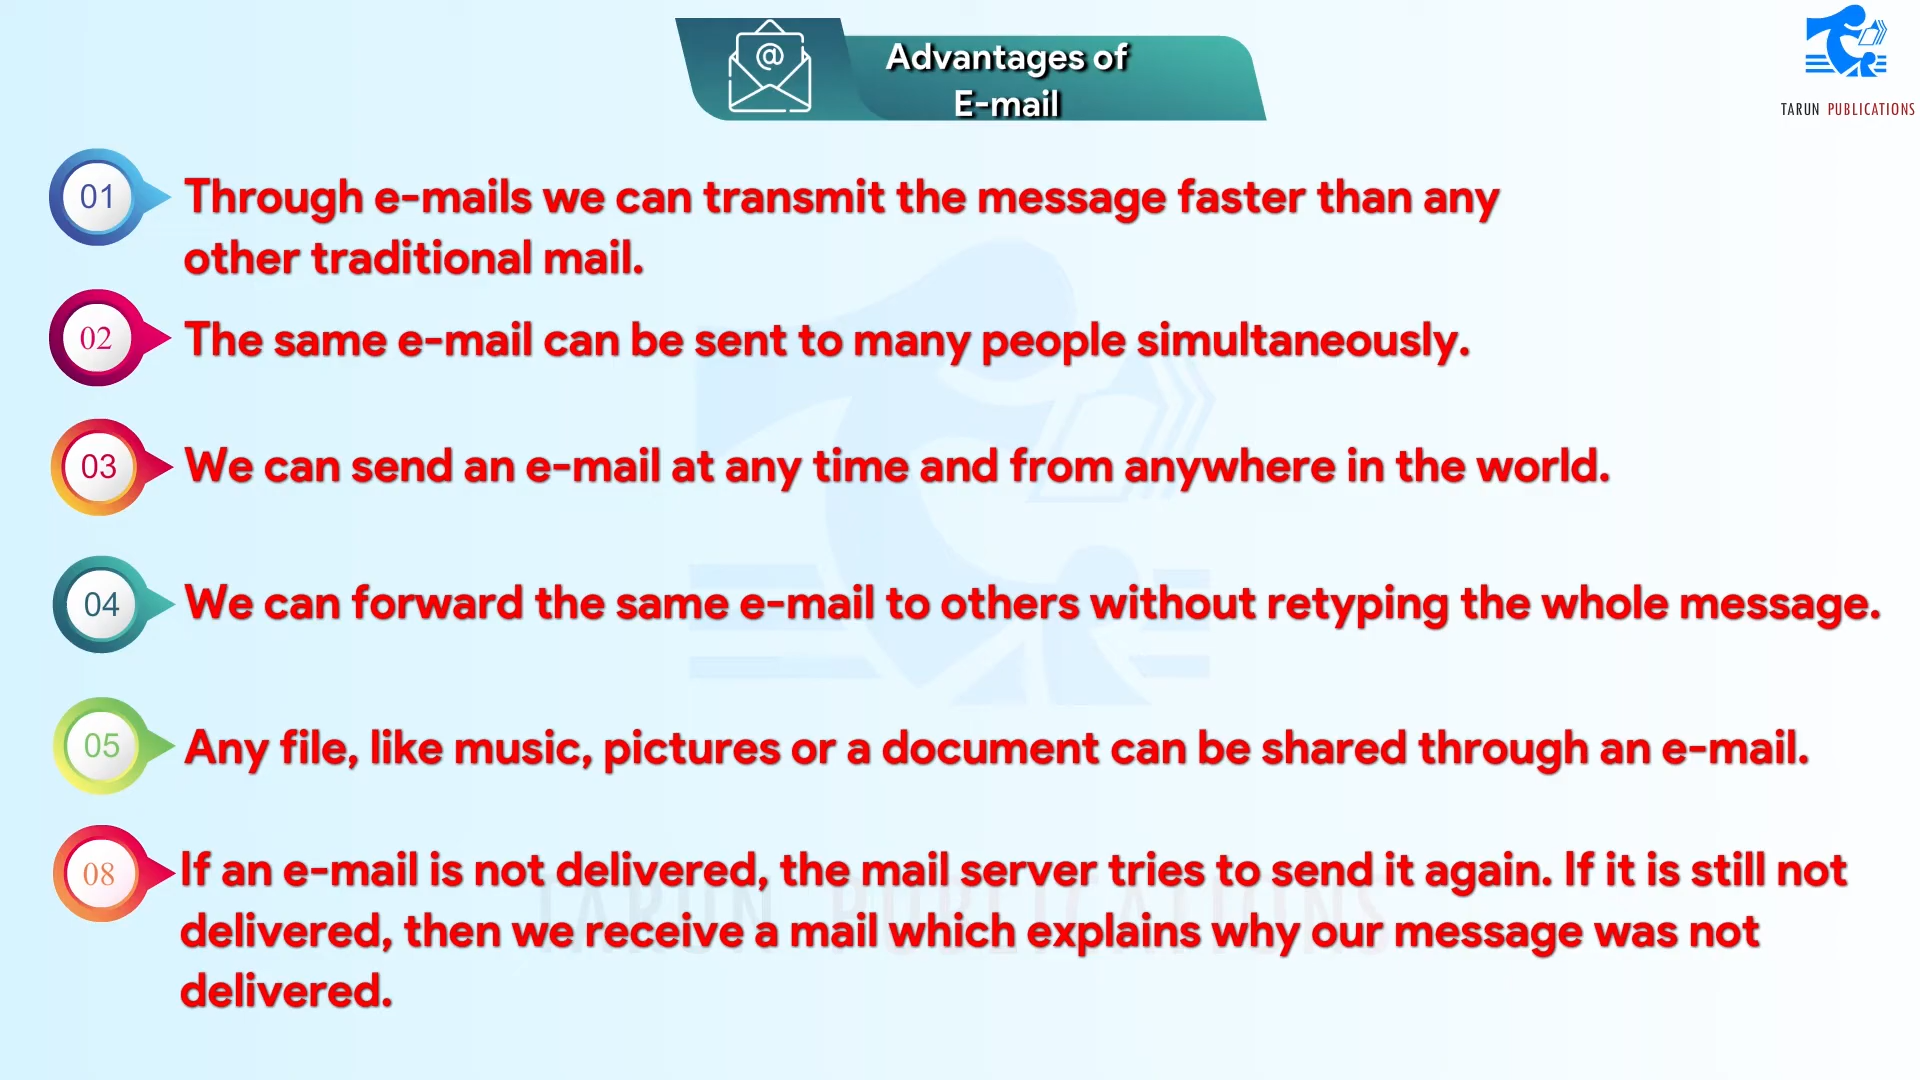 @
Advantages of
E-mail
TARUN PUBLICATIONS
01
Through e-mails we can transmit the message faster than any
other traditional mail.
02
The same e-mail can be sent to many people simultaneously.
03
We can send an e-mail at any time and from anywhere in the world.
04
We can forward the same e-mail to others without retyping the whole message.
05
Any file, like music, pictures or a document can be shared through an e-mail.
08
If an e-mail is not delivered, the mail server tries to send it again. If it is still not
delivered, then we receive a mail which explains why our message was not
delivered.
TARUN PUBLICATIONS